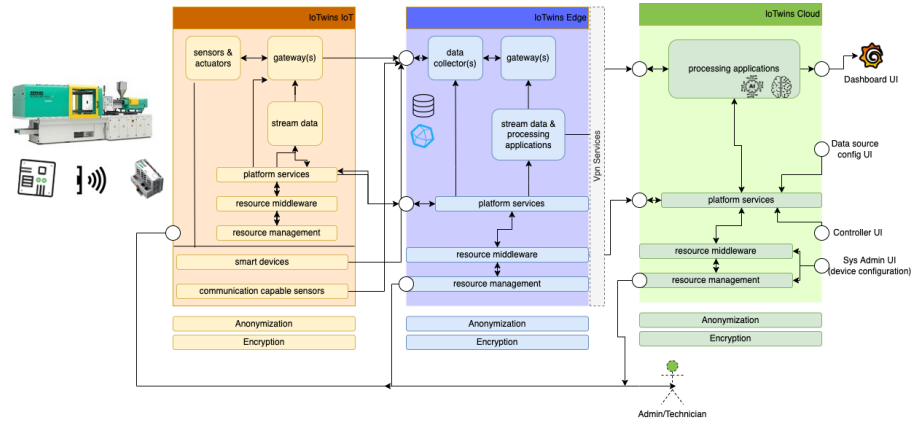 IoTwins IoT
sensors &
actuators
gateway(s)
stream data
platform services
resource middleware
resource management
smart devices
communication capable sensors
Anonymization
Encryption
IoTwins Edge
data
collector(s)
gateway(s)
stream data &
processing
applications
platform services
resource middleware
resource management
Anonymization
Encryption
Vpn Services
IoTwins Cloud
processing applications
AI
platform services
resource middleware
resource management
Anonymization
Encryption
Dashboard UI
Data source
config UI
Controller UI
Sys Admin UI
(device configuration)
Admin/Technician